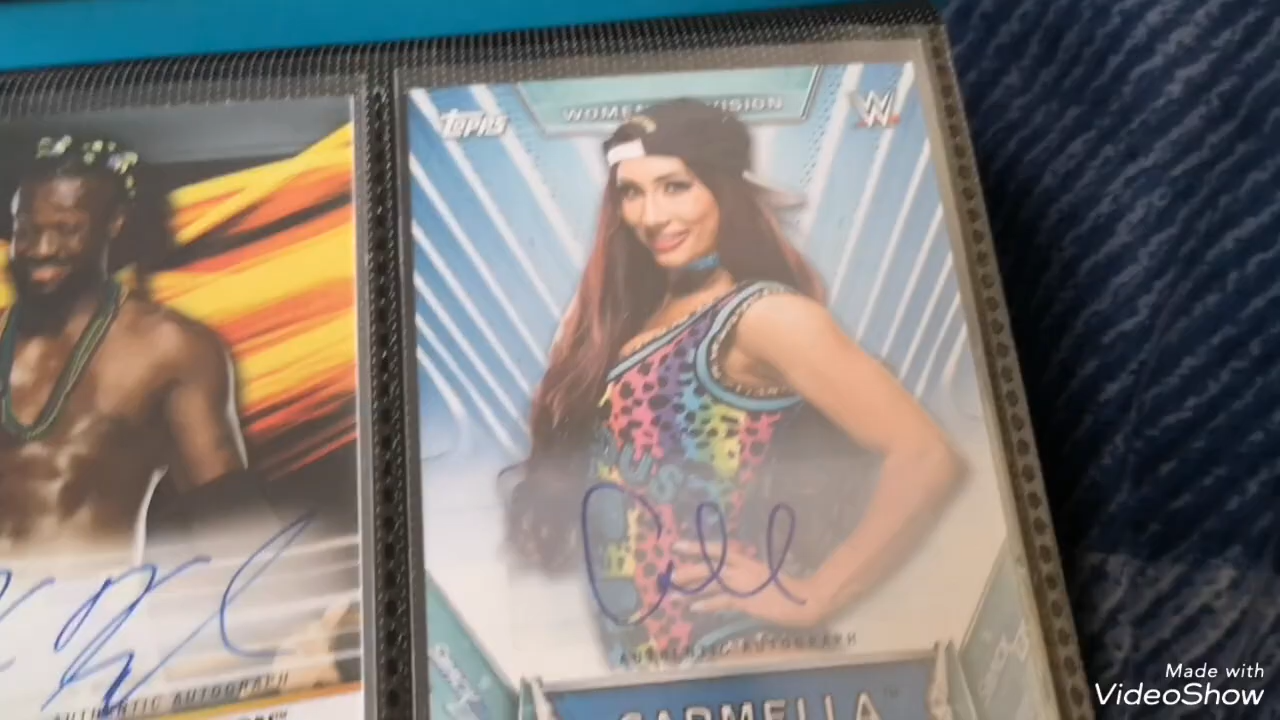 Topps
WOMEN DIVISION
W
AUTHENTIC AUTOGRAPH
CARMELLA
AUTHENTIC AUTOGRAPH
Made with
VideoShow